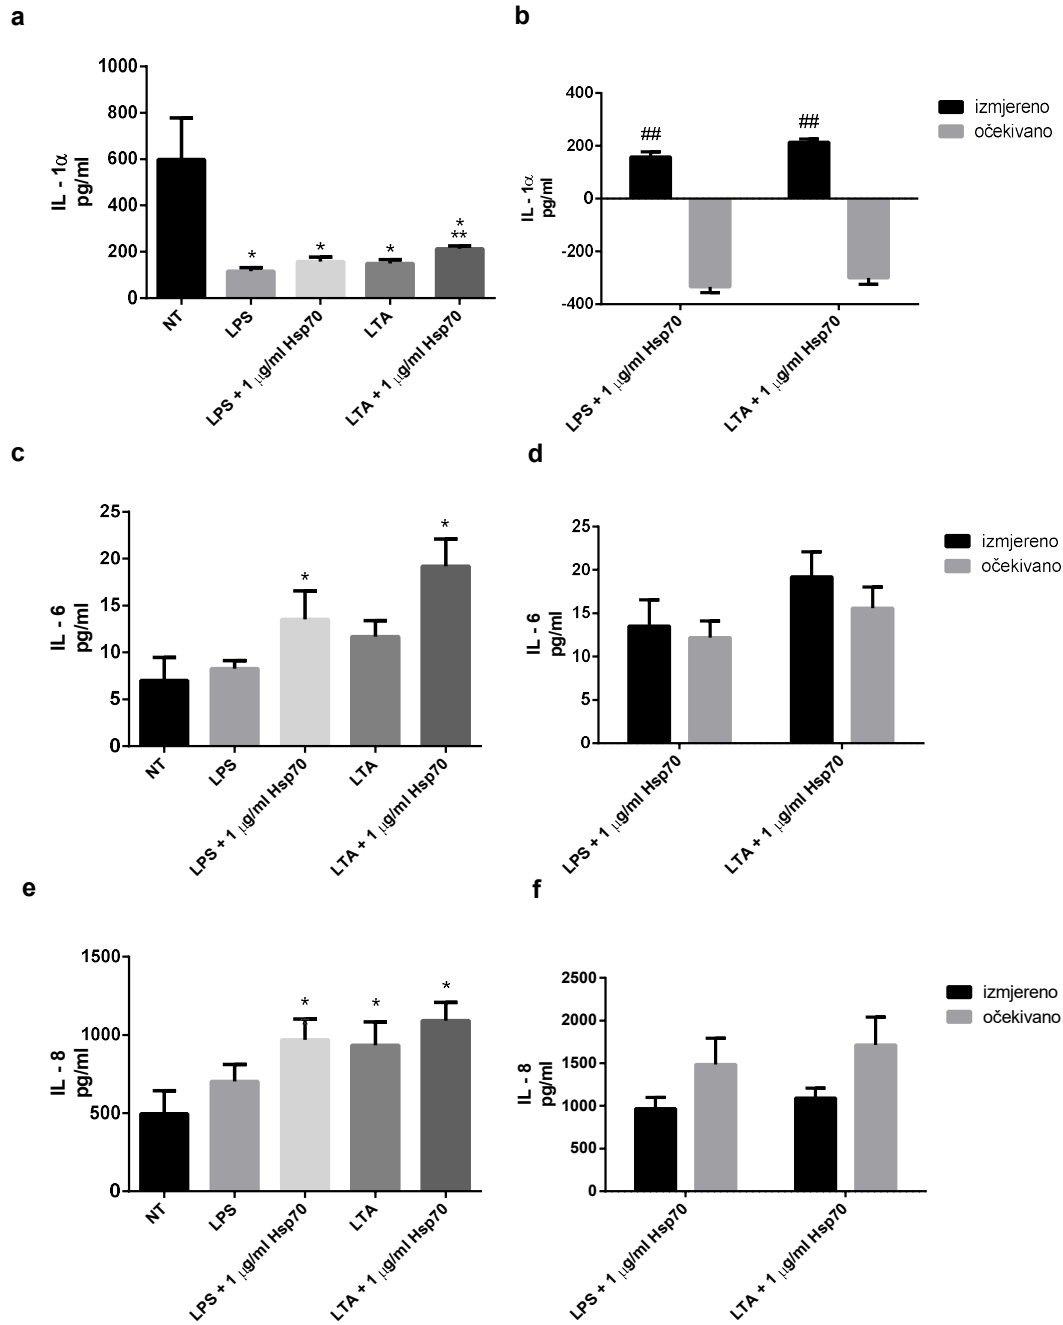 a
1000
800
600
400
200
0
IL - 1α
pg/ml
*
*
*
*
**
NT
LPS
LPS + 1 µg/ml Hsp70
LTA
LTA + 1 µg/ml Hsp70
b
400
200
0
-200
-400
IL - 1α
pg/ml
##
##
izmjereno
očekivano
LPS + 1 µg/ml Hsp70
LTA + 1 µg/ml Hsp70
c
25
20
15
10
5
0
IL - 6
pg/ml
*
*
NT
LPS
LPS + 1 µg/ml Hsp70
LTA
LTA + 1 µg/ml Hsp70
d
25
20
15
10
5
0
IL - 6
pg/ml
izmjereno
očekivano
LPS + 1 µg/ml Hsp70
LTA + 1 µg/ml Hsp70
e
1500
1000
500
0
IL - 8
pg/ml
*
*
*
NT
LPS
LPS + 1 µg/ml Hsp70
LTA
LTA + 1 µg/ml Hsp70
f
2500
2000
1500
1000
500
0
IL - 8
pg/ml
izmjereno
očekivano
LPS + 1 µg/ml Hsp70
LTA + 1 µg/ml Hsp70